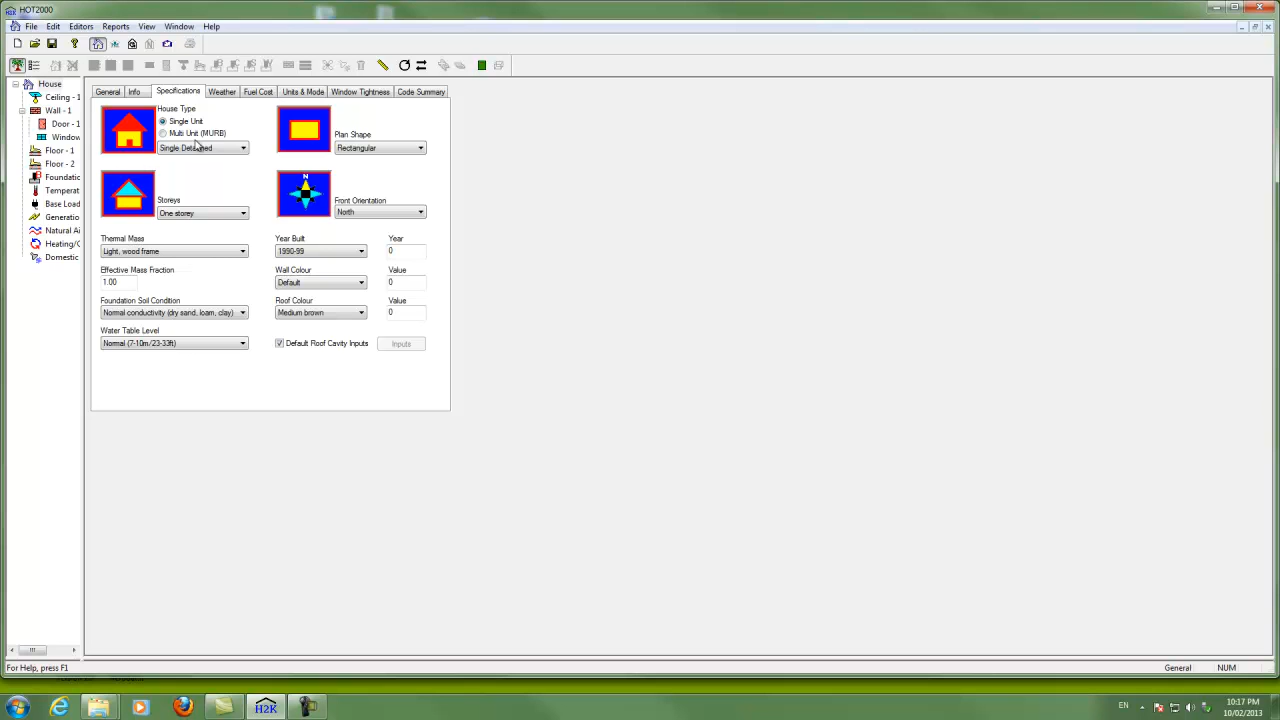 HOT2000
File Edit Editors Reports View Window Help
House
Ceiling - 1
Wall - 1
Door - 1
Window
Floor - 1
Floor - 2
Foundatio
Temperat
Base Load
Generatio
Natural Ai
Heating/C
Domestic
General Info Specifications Weather Fuel Cost Units & Mode Window Tightness Code Summary
House Type
Single Unit
Multi Unit (MURB)
Single Detached
Plan Shape
Rectangular
Storeys
One storey
N
Front Orientation
North
Thermal Mass
Light, wood frame
Year Built
1990-99
Year
0
Effective Mass Fraction
1.00
Wall Colour
Default
Value
0
Foundation Soil Condition
Normal conductivity (dry sand, loam, clay)
Roof Colour
Medium brown
Value
0
Water Table Level
Normal (7-10m/23-33ft)
Default Roof Cavity Inputs
Inputs
For Help, press F1
General NUM
H2K
EN
10:17 PM
10/02/2013